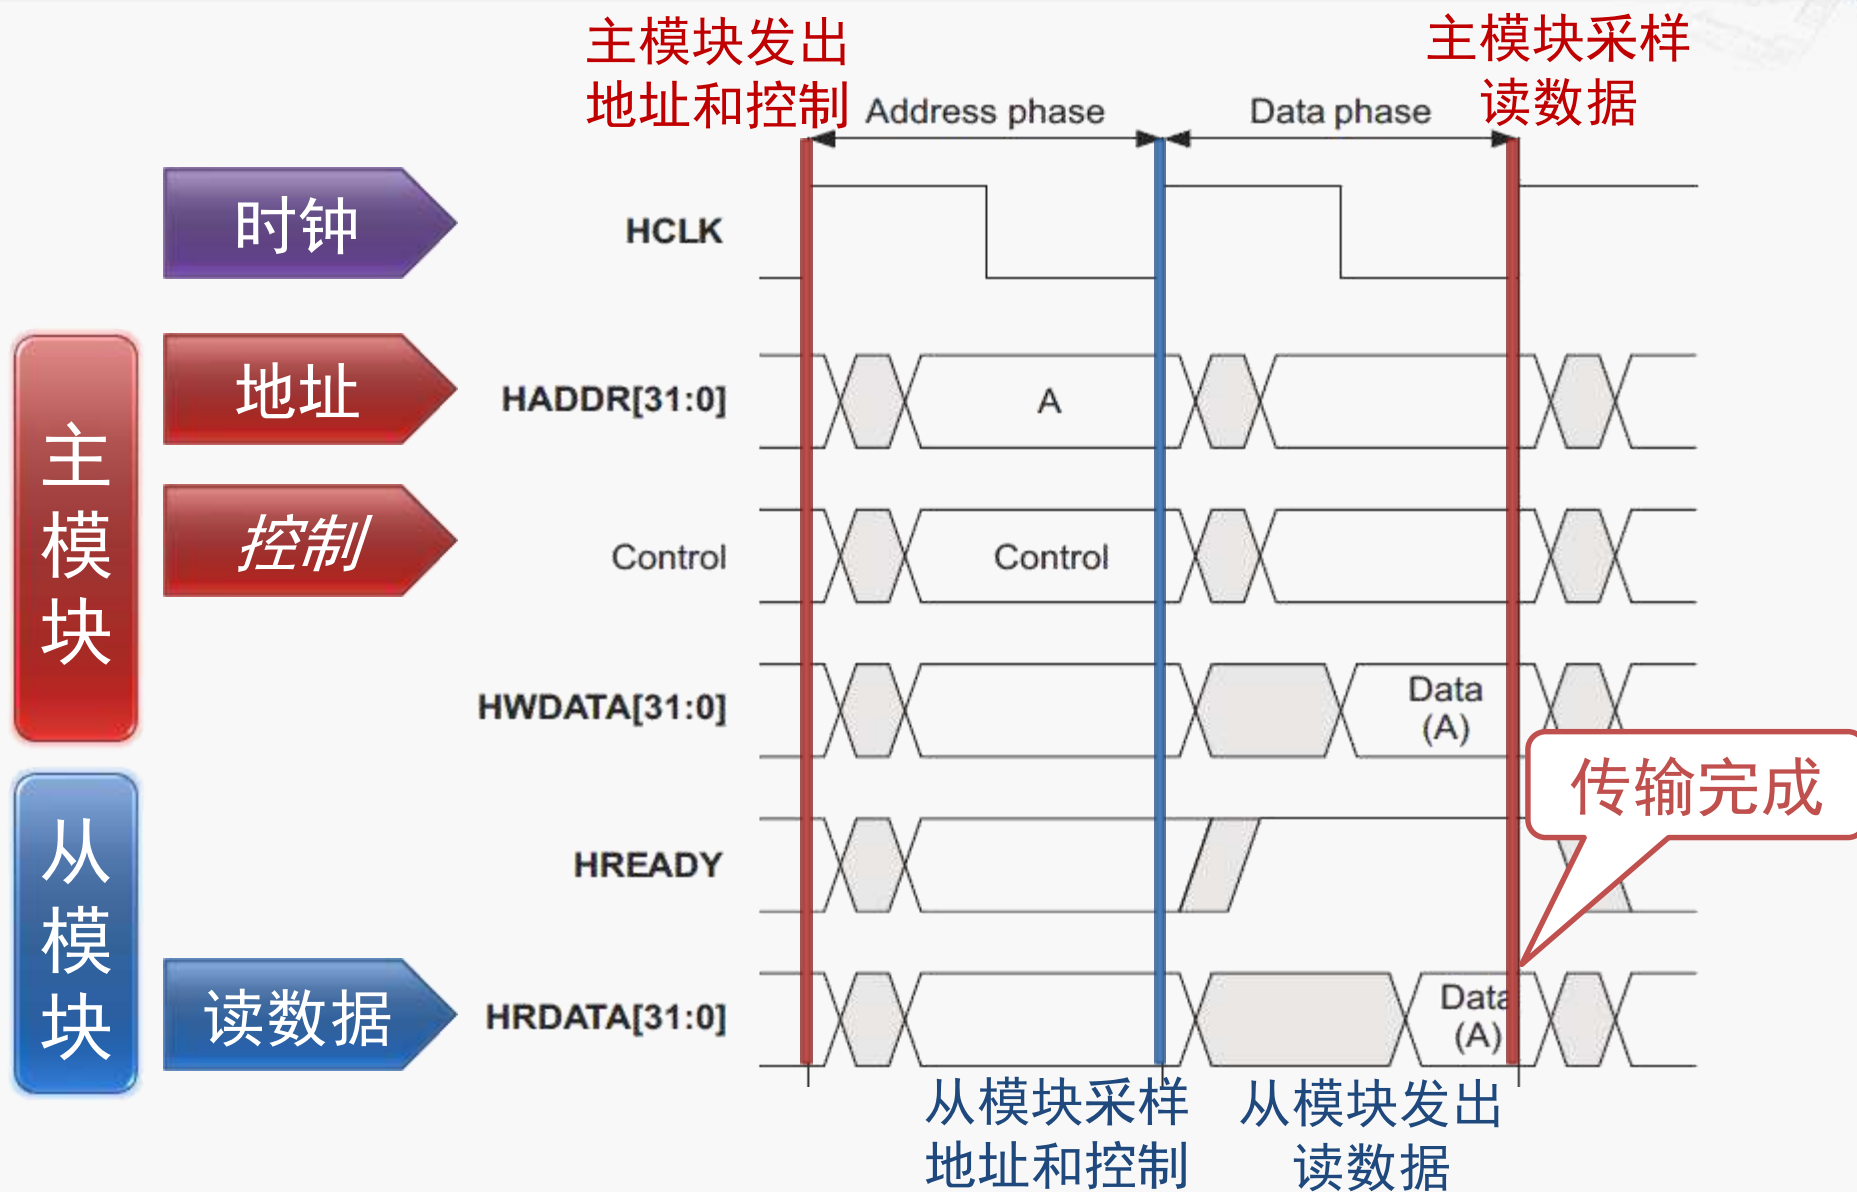 主模块发出
地址和控制
主模块采样
读数据
Address phase
Data phase
时钟
HCLK
主模块
地址
HADDR[31:0]
A
控制
Control
Control
HWDATA[31:0]
Data
(A)
传输完成
从模块
HREADY
读数据
HRDATA[31:0]
Data
(A)
从模块采样
地址和控制
从模块发出
读数据